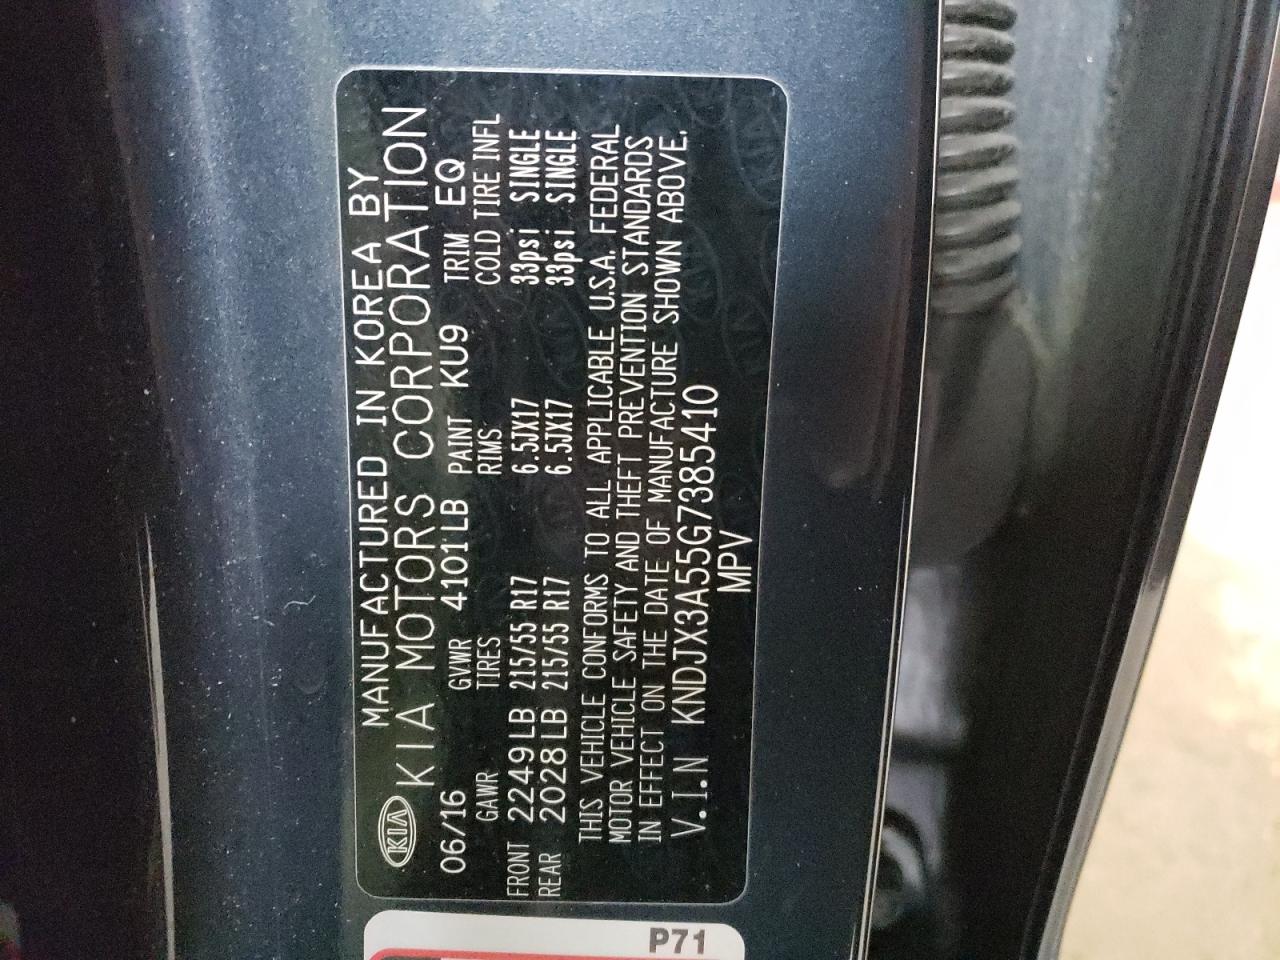 MANUFACTURED IN KOREA BY
KIA KIA MOTORS CORPORATION
06/16 GVWR 4101LB PAINT KU9 TRIM EQ
GAWR TIRES RIMS COLD TIRE INFL
FRONT 2249LB 215/55 R17 6.5JX17 33psi SINGLE
REAR 2028LB 215/55 R17 6.5JX17 33psi SINGLE
THIS VEHICLE CONFORMS TO ALL APPLICABLE U.S.A. FEDERAL
MOTOR VEHICLE SAFETY AND THEFT PREVENTION STANDARDS
IN EFFECT ON THE DATE OF MANUFACTURE SHOWN ABOVE.
V.I.N KNDJX3A55G7385410
MPV
P71